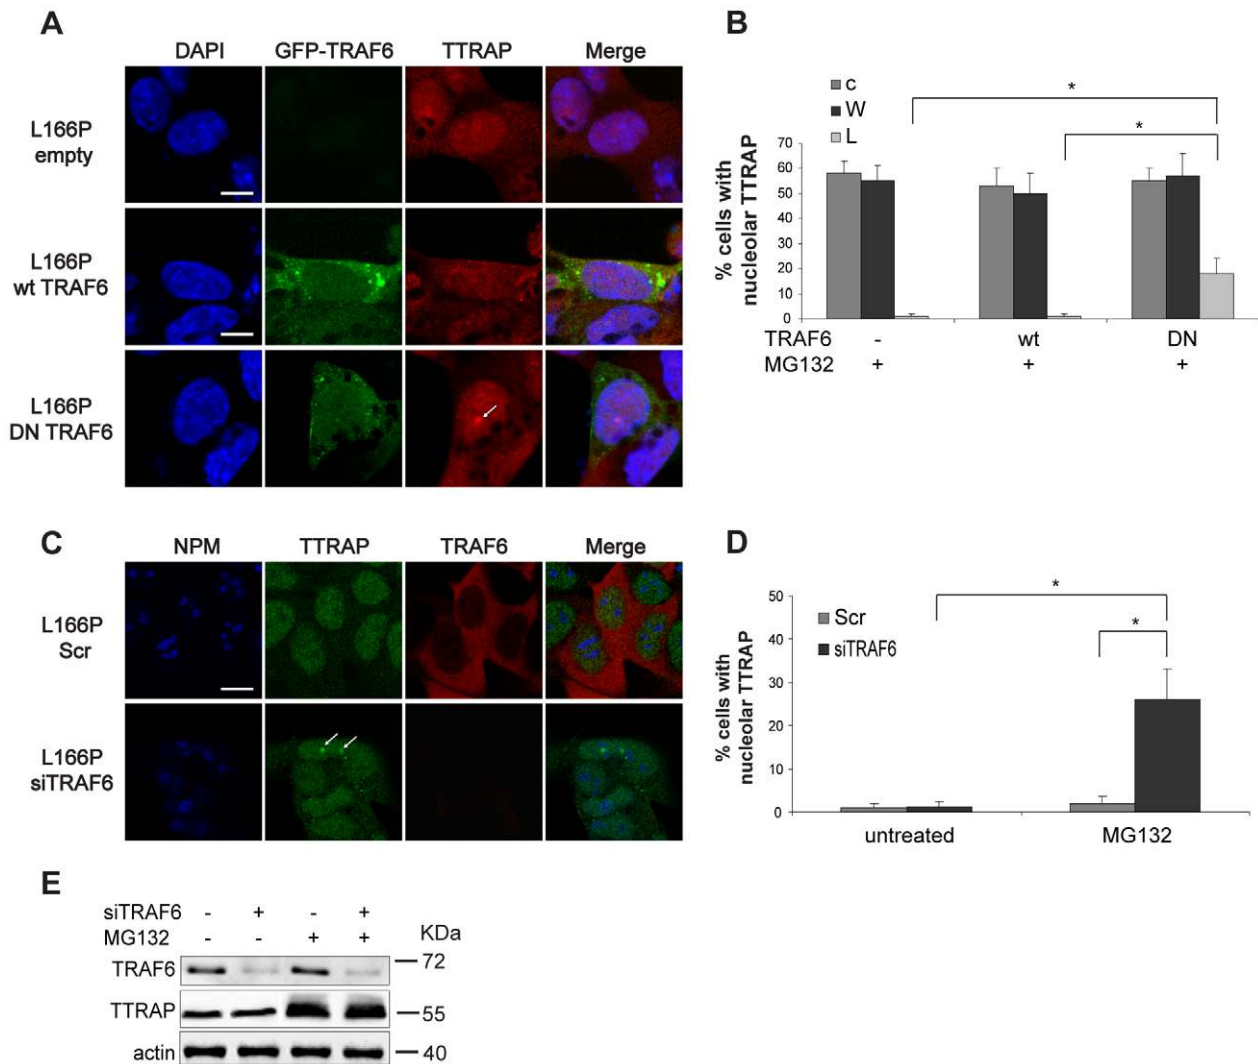 A
DAPI GFP-TRAF6 TTRAP Merge
L166P
empty
L166P
wt TRAF6
L166P
DN TRAF6
B
c
W
L
*
*
% cells with
nucleolar TTRAP
70
60
50
40
30
20
10
0
TRAF6 - wt DN
MG132 + + +
C
NPM TTRAP TRAF6 Merge
L166P
Scr
L166P
siTRAF6
D
*
*
Scr
siTRAF6
% cells with
nucleolar TTRAP
50
40
30
20
10
0
untreated MG132
E
siTRAF6 - + - +
MG132 - - + + KDa
TRAF6 72
TTRAP 55
actin 40